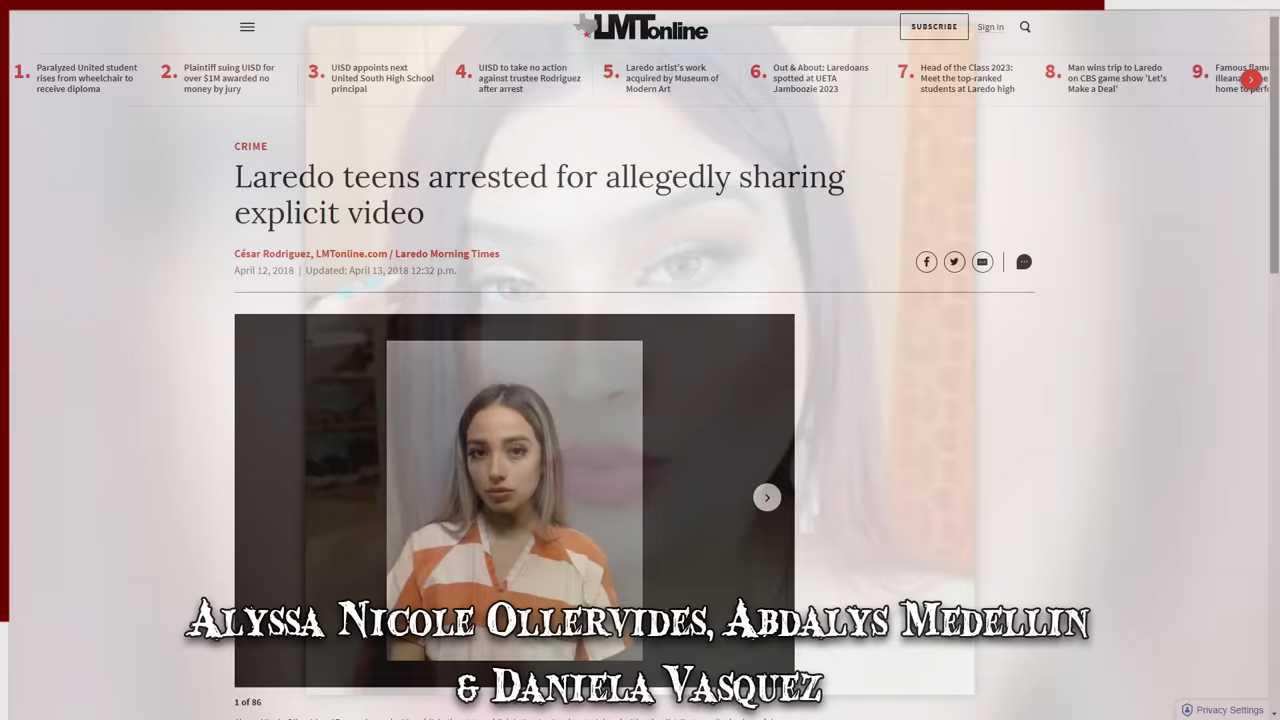 LMTonline
SUBSCRIBE
Sign In
1. Paralyzed United student
rises from wheelchair to
receive diploma
2. Plaintiff suing UISD for
over $1M awarded no
money by jury
3. UISD appoints next
United South High School
principal
4. UISD to take no action
against trustee Rodriguez
after arrest
5. Laredo artist's work
acquired by Museum of
Modern Art
6. Out & About: Laredoans
spotted at UETA
Jamboozie 2023
7. Head of the Class 2023:
Meet the top-ranked
students at Laredo high
8. Man wins trip to Laredo
on CBS game show 'Let's
Make a Deal'
9.
home to
CRIME
Laredo teens arrested for allegedly sharing
explicit video
César Rodriguez, LMTonline.com / Laredo Morning Times
April 12, 2018 | Updated: April 13, 2018 12:32 p.m.
Alyssa Nicole Ollervides, Abdalys Medellin
& Daniela Vasquez
1 of 86
Privacy Settings